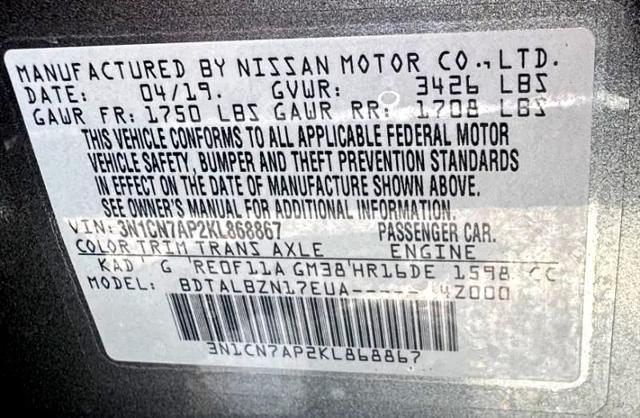 MANUFACTURED BY NISSAN MOTOR CO., LTD.
DATE: 04/19. GVWR: 3426 LBS
GAWR FR: 1750 LBS GAWR RR: 1708 LBS
THIS VEHICLE CONFORMS TO ALL APPLICABLE FEDERAL MOTOR
VEHICLE SAFETY, BUMPER AND THEFT PREVENTION STANDARDS
IN EFFECT ON THE DATE OF MANUFACTURE SHOWN ABOVE.
SEE OWNER'S MANUAL FOR ADDITIONAL INFORMATION.
VIN: 3N1CN7AP2KL868867 PASSENGER CAR.
COLOR TRIM TRANS AXLE ENGINE
KAD G RE0F11A GM38 HR16DE 1598 CC
MODEL: BDTALBZN17EUA-----4Z000
3N1CN7AP2KL868867